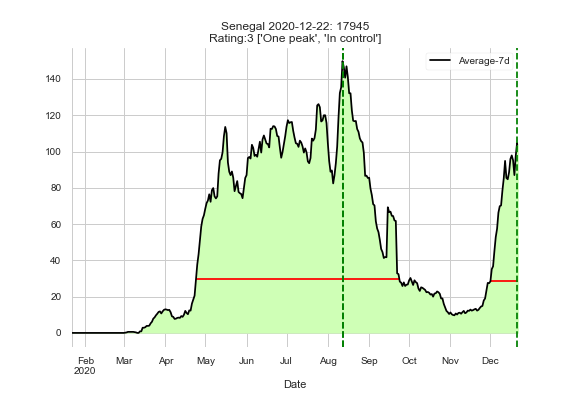 Senegal 2020-12-22: 17945
Rating:3 ['One peak', 'In control']
Average-7d
140
120
100
80
60
40
20
0
Feb Mar Apr May Jun Jul Aug Sep Oct Nov Dec
2020
Date